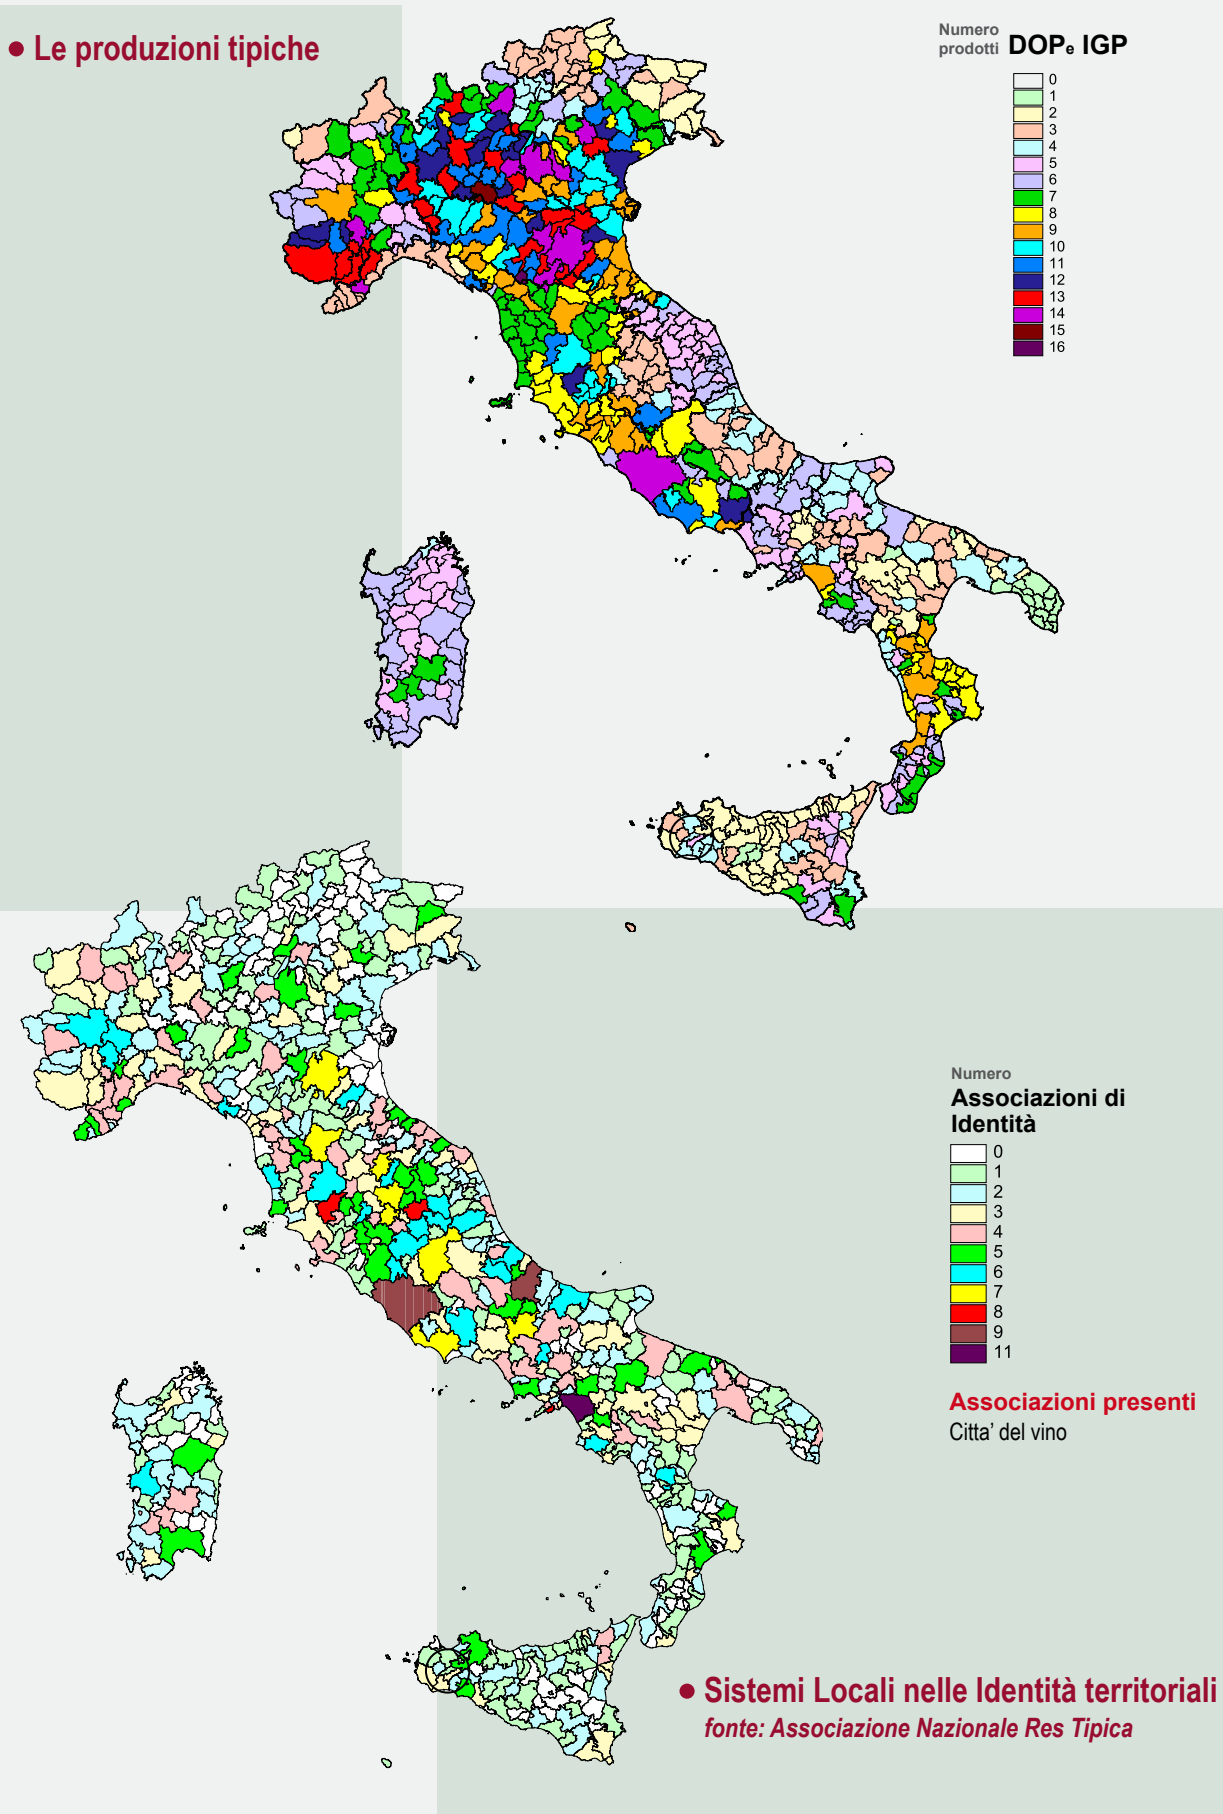 • Le produzioni tipiche
Numero
prodotti DOPe IGP
0
1
2
3
4
5
6
7
8
9
10
11
12
13
14
15
16
Numero
Associazioni di
Identità
0
1
2
3
4
5
6
7
8
9
11
Associazioni presenti
Citta' del vino
• Sistemi Locali nelle Identità territoriali
fonte: Associazione Nazionale Res Tipica